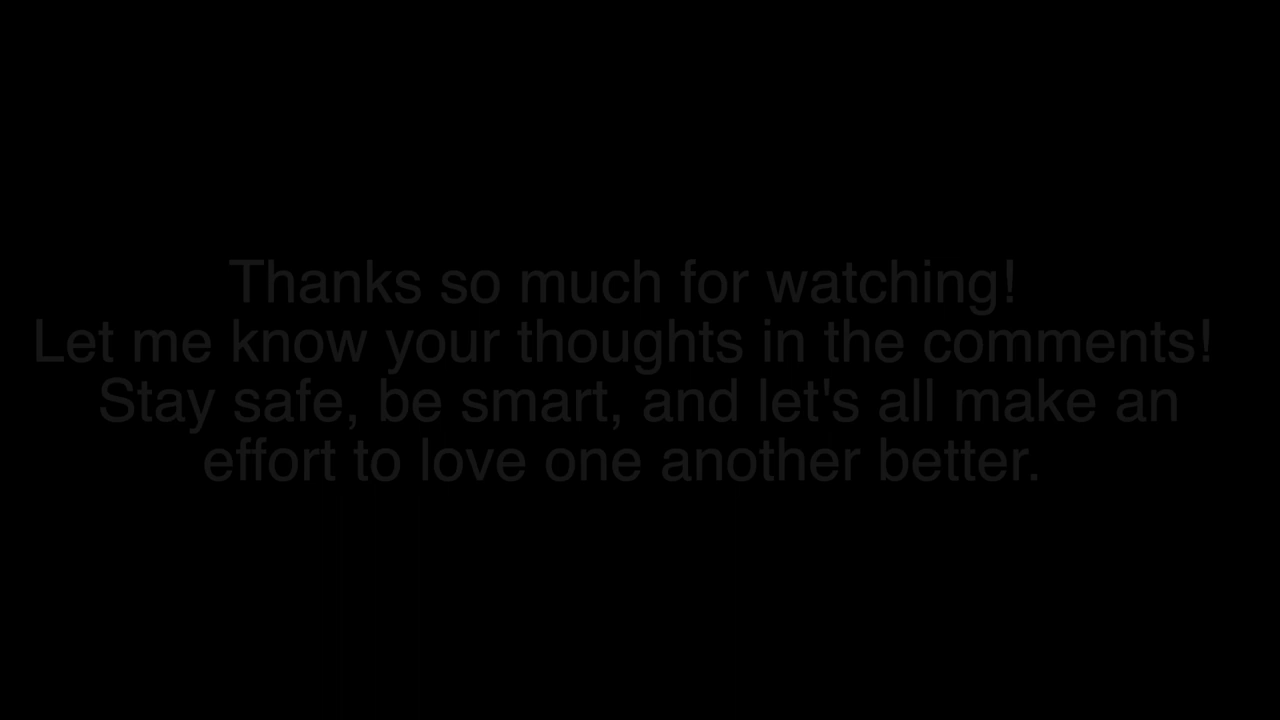 Thanks so much for watching!
Let me know your thoughts in the comments!
Stay safe, be smart, and let's all make an
effort to love one another better.